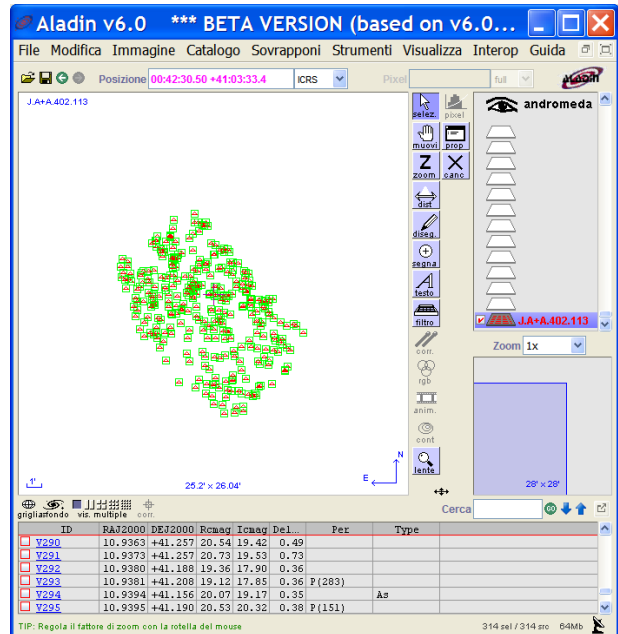 Aladin v6.0 *** BETA VERSION (based on v6.0...
File Modifica Immagine Catalogo Sovrapponi Strumenti Visualizza Interop Guida
Posizione 00:42:30.50 +41:03:33.4 ICRS Pixel full Aladin
J.A+A.402.113
selez. pixel
muovi prop
zoom canc
dist
diseg.
segna
testo
filtro
corr.
rgb
anim.
cont
lente
andromeda
J.A+A.402.113
Zoom 1x
1'
25.2' x 26.04'
N
E
28' x 28'
griglia sfondo vis. multiple corr.
Cerca
ID RAJ2000 DEJ2000 Rcmag Icmag Del... Per Type
V290 10.9363 +41.257 20.54 19.42 0.49
V291 10.9373 +41.257 20.73 19.53 0.73
V292 10.9380 +41.188 19.36 17.90 0.36
V293 10.9381 +41.208 19.12 17.85 0.36 P(283)
V294 10.9394 +41.156 20.07 19.17 0.35 As
V295 10.9395 +41.190 20.53 20.32 0.38 P(151)
TIP: Regola il fattore di zoom con la rotella del mouse
314 sel / 314 src 64Mb